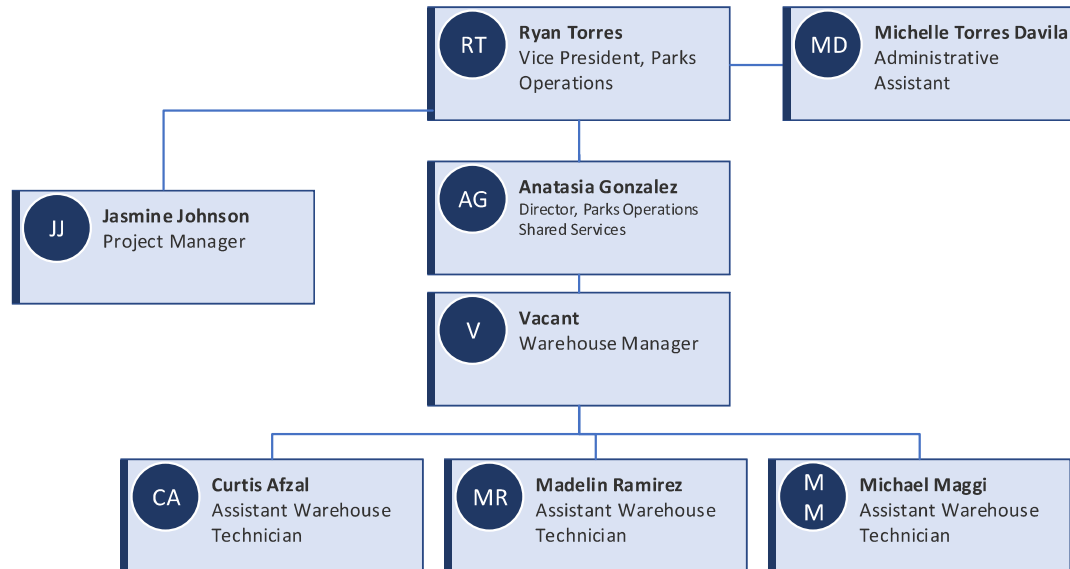 RT
Ryan Torres
Vice President, Parks
Operations
MD
Michelle Torres Davila
Administrative
Assistant
JJ
Jasmine Johnson
Project Manager
AG
Anatasia Gonzalez
Director, Parks Operations
Shared Services
V
Vacant
Warehouse Manager
CA
Curtis Afzal
Assistant Warehouse
Technician
MR
Madelin Ramirez
Assistant Warehouse
Technician
M
M
Michael Maggi
Assistant Warehouse
Technician